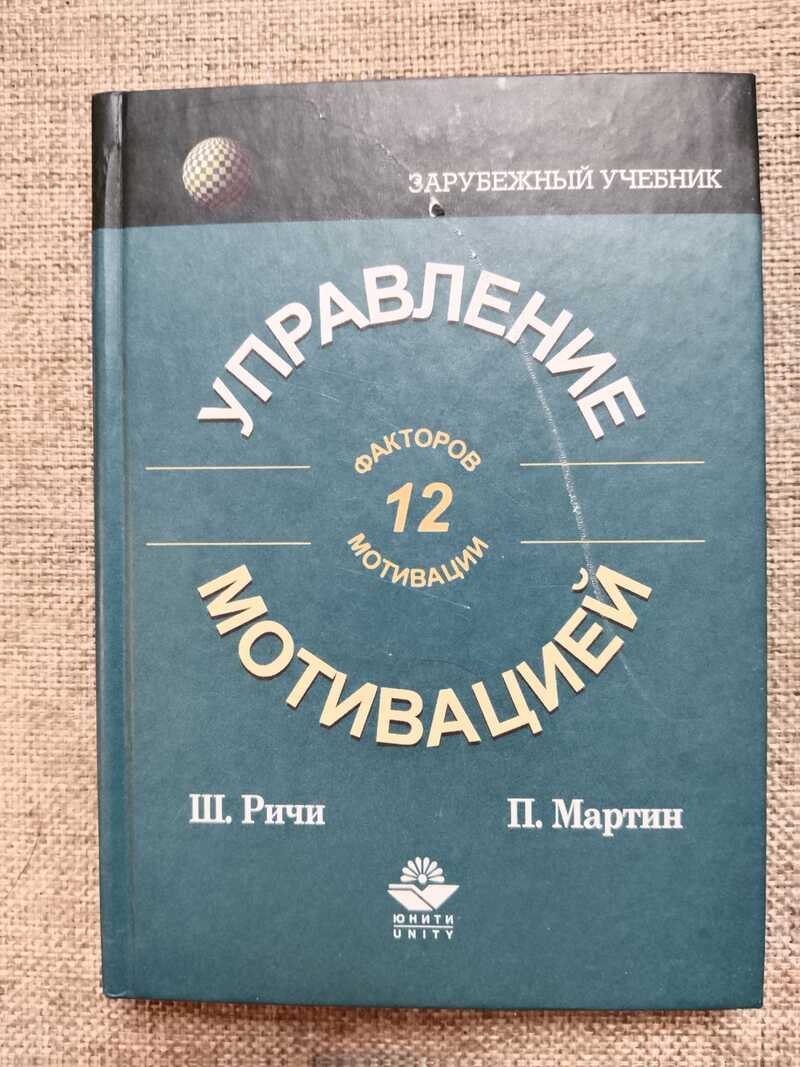 ЗАРУБЕЖНЫЙ УЧЕБНИК
УПРАВЛЕНИЕ
ФАКТОРОВ
12
МОТИВАЦИИ
МОТИВАЦИЕЙ
Ш. Ричи
П. Мартин
ЮНИТИ
UNITY